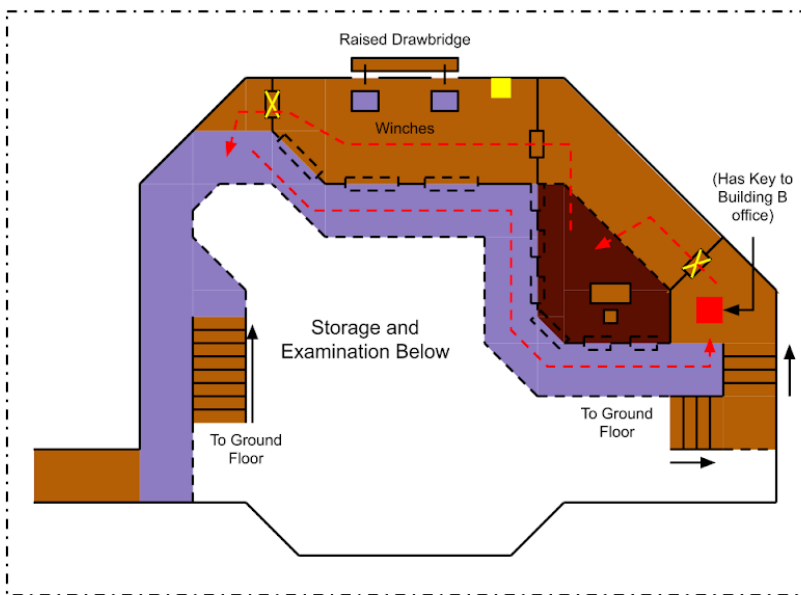 Raised Drawbridge
Winches
(Has Key to
Building B
office)
Storage and
Examination Below
To Ground
Floor
To Ground
Floor